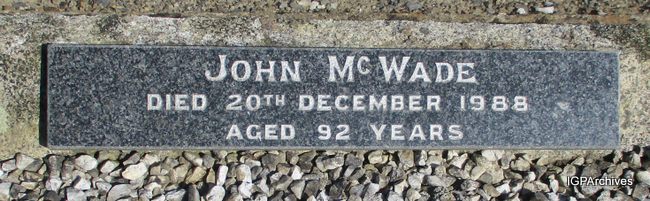 JOHN McWADE
DIED 20TH DECEMBER 1988
AGED 92 YEARS
IGPArchives